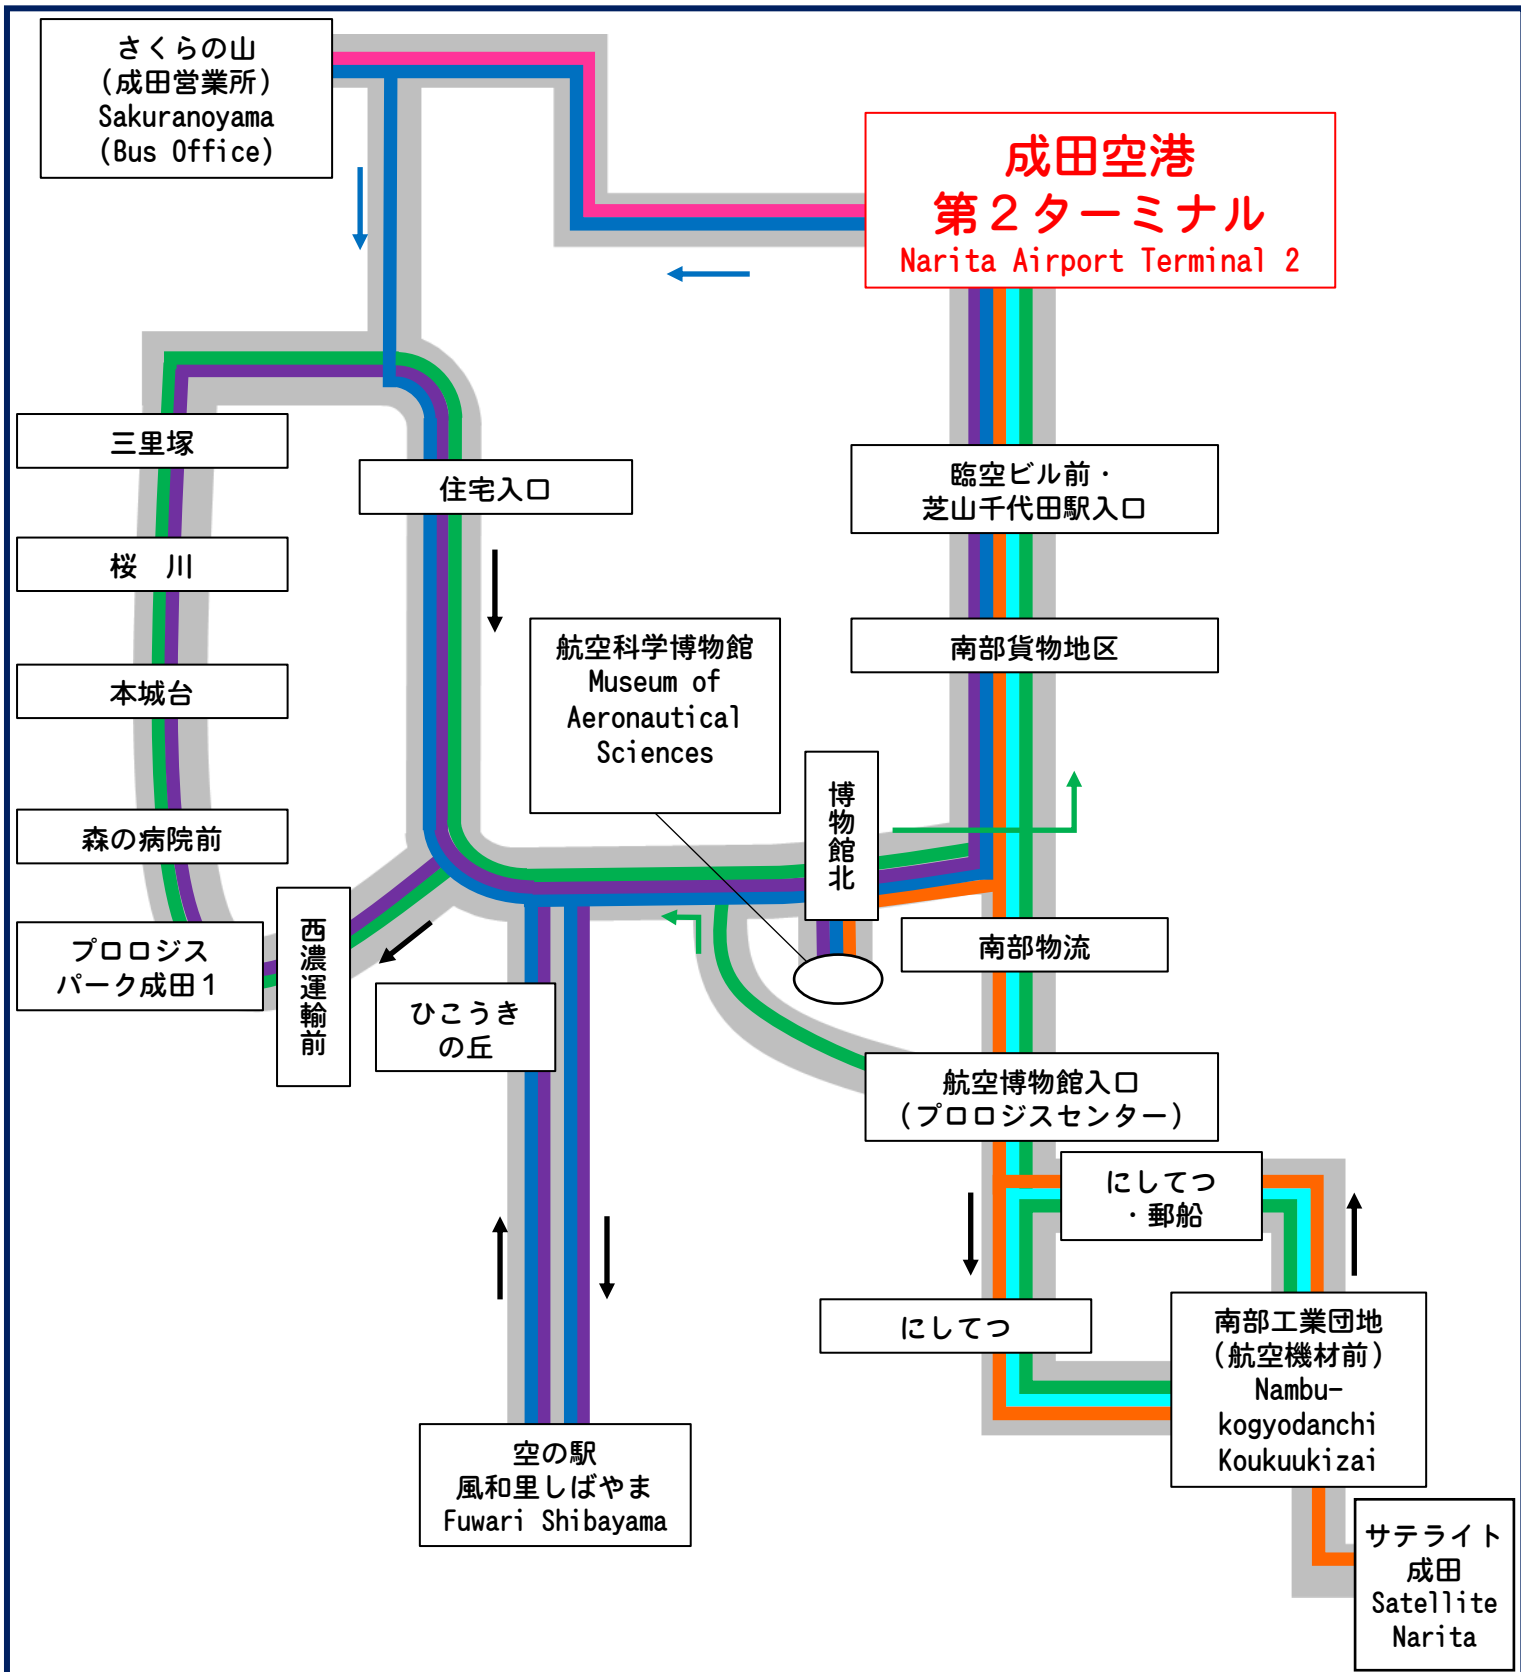 さくらの山
(成田営業所)
Sakuranoyama
(Bus Office)
成田空港
第２ターミナル
Narita Airport Terminal 2
三里塚
住宅入口
臨空ビル前・
芝山千代田駅入口
桜　川
航空科学博物館
Museum of
Aeronautical
Sciences
南部貨物地区
本城台
博物館北
森の病院前
西濃運輸前
プロロジス
パーク成田１
南部物流
ひこうき
の丘
航空博物館入口
(プロロジスセンター)
にしてつ
・郵船
にしてつ
南部工業団地
(航空機材前)
Nambu-
kogyodanchi
Koukuukizai
空の駅
風和里しばやま
Fuwari Shibayama
サテライト
成田
Satellite
Narita